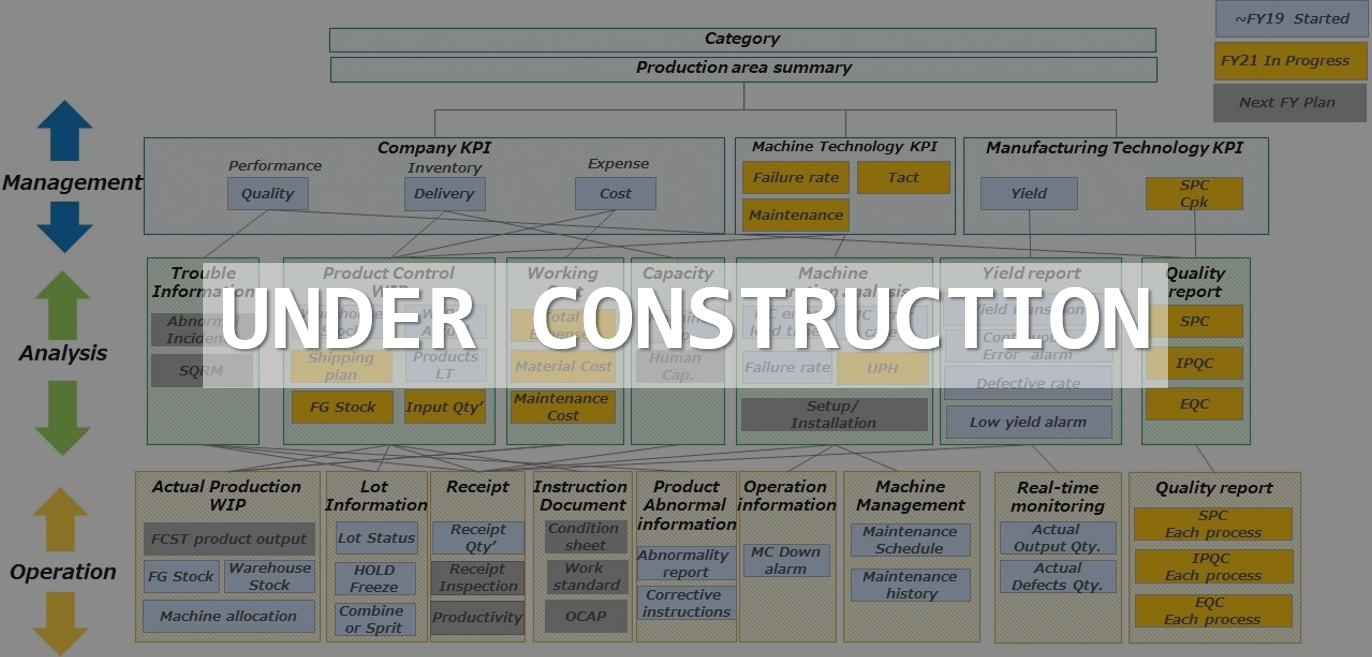 ~FY19 Started
Category
FY21 In Progress
Production area summary
Next FY Plan
Management
Company KPI
Performance
Quality
Inventory
Delivery
Expense
Cost
Machine Technology KPI
Failure rate
Tact
Maintenance
Manufacturing Technology KPI
Yield
SPC
Cpk
UNDER CONSTRUCTION
Analysis
Trouble
Information
SQRM
Product Control
Shipping
plan
Products
LT
FG Stock
Input Qty’
Working
Material Cost
Maintenance
Cost
Capacity
Human
Cap.
Machine
Failure rate
UPH
Setup/
Installation
Yield report
Error alarm
Defective rate
Low yield alarm
Quality
report
SPC
IPQC
EQC
Operation
Actual Production
WIP
FCST product output
FG Stock
Warehouse
Stock
Machine allocation
Lot
Information
Lot Status
HOLD
Freeze
Combine
or Sprit
Receipt
Receipt
Qty’
Receipt
Inspection
Productivity
Instruction
Document
Condition
sheet
Work
standard
OCAP
Product
Abnormal
information
Abnormality
report
Corrective
instructions
Operation
information
MC Down
alarm
Machine
Management
Maintenance
Schedule
Maintenance
history
Real-time
monitoring
Actual
Output Qty.
Actual
Defects Qty.
Quality report
SPC
Each process
IPQC
Each process
EQC
Each process